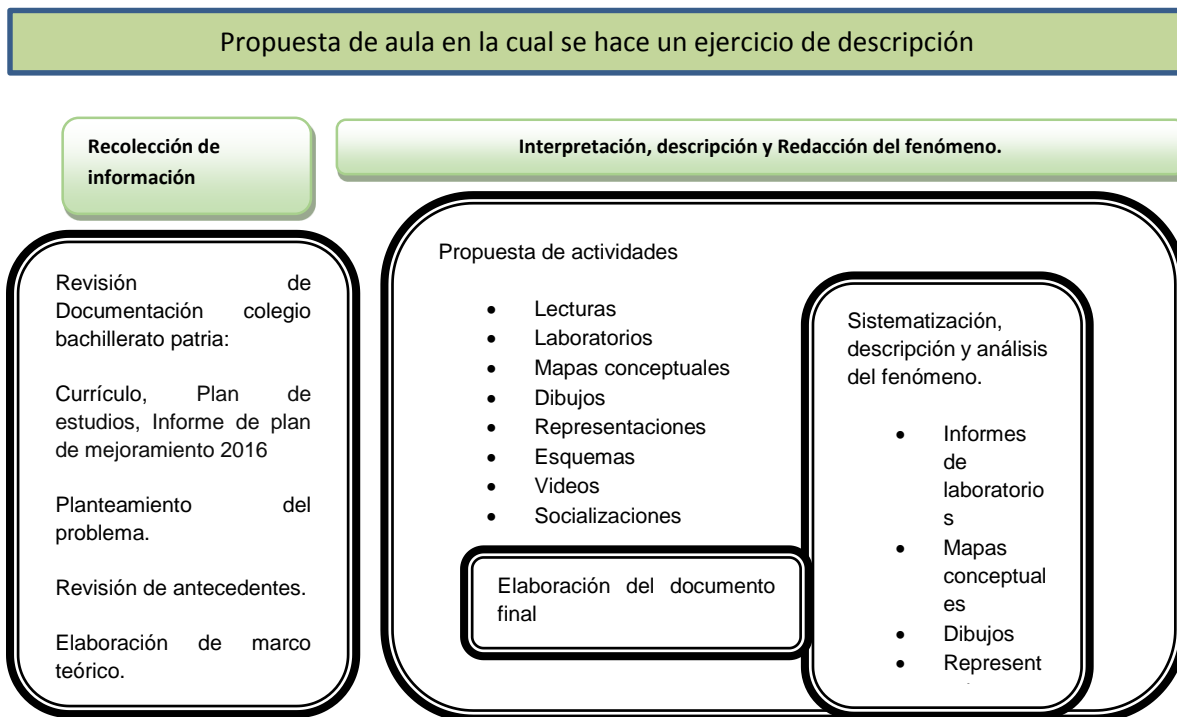 Propuesta de aula en la cual se hace un ejercicio de descripción
Recolección de
información
Interpretación, descripción y Redacción del fenómeno.
Revisión de
Documentación colegio
bachillerato patria:
Currículo, Plan de
estudios, Informe de plan
de mejoramiento 2016
Planteamiento del
problema.
Revisión de antecedentes.
Elaboración de marco
teórico.
Propuesta de actividades
• Lecturas
• Laboratorios
• Mapas conceptuales
• Dibujos
• Representaciones
• Esquemas
• Videos
• Socializaciones
Elaboración del documento
final
Sistematización,
descripción y análisis
del fenómeno.
• Informes
de
laboratorio
s
• Mapas
conceptual
es
• Dibujos
• Represent